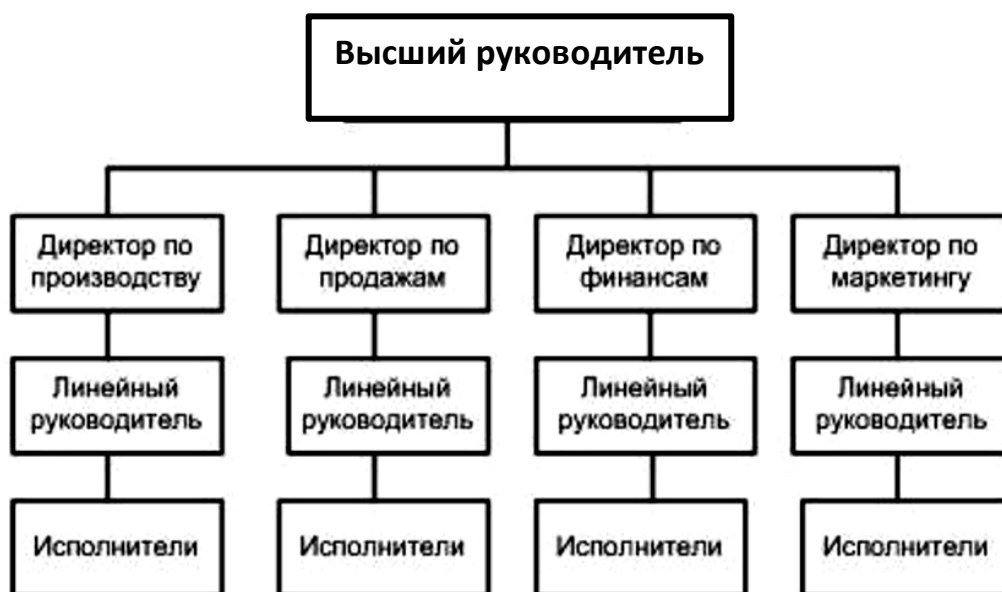 Высший руководитель
Директор по
производству
Директор по
продажам
Директор по
финансам
Директор по
маркетингу
Линейный
руководитель
Линейный
руководитель
Линейный
руководитель
Линейный
руководитель
Исполнители
Исполнители
Исполнители
Исполнители